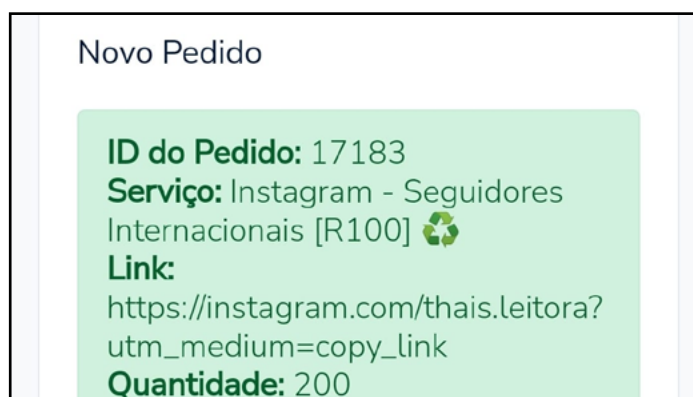 Novo Pedido
ID do Pedido: 17183
Serviço: Instagram - Seguidores
Internacionais [R100] ♻️
Link:
https://instagram.com/thais.leitora?
utm_medium=copy_link
Quantidade: 200